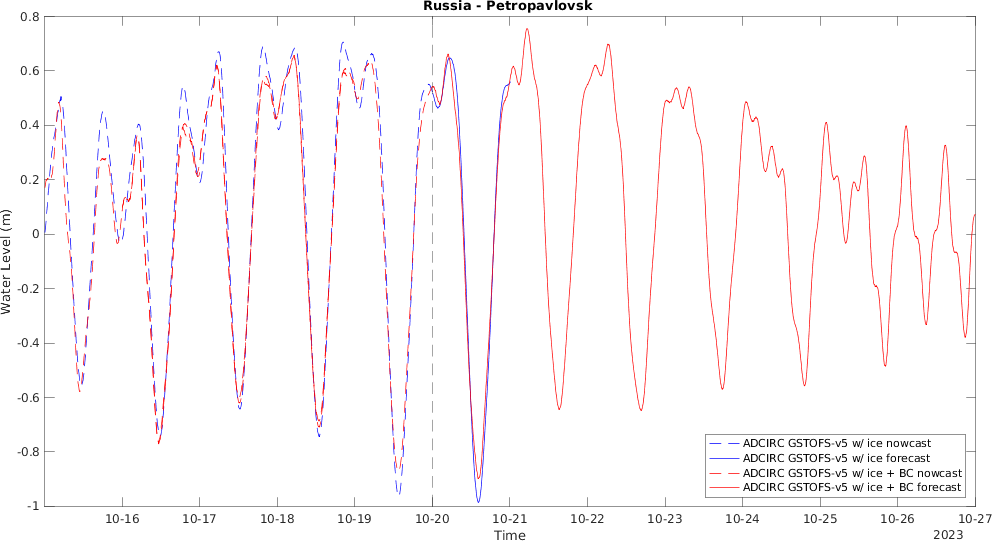 Russia - Petropavlovsk
0.8
0.6
0.4
0.2
0
-0.2
-0.4
-0.6
-0.8
-1
Water Level (m)
ADCIRC GSTOFS-v5 w/ ice nowcast
ADCIRC GSTOFS-v5 w/ ice forecast
ADCIRC GSTOFS-v5 w/ ice + BC nowcast
ADCIRC GSTOFS-v5 w/ ice + BC forecast
10-16 10-17 10-18 10-19 10-20 10-21 10-22 10-23 10-24 10-25 10-26 10-27
Time
2023